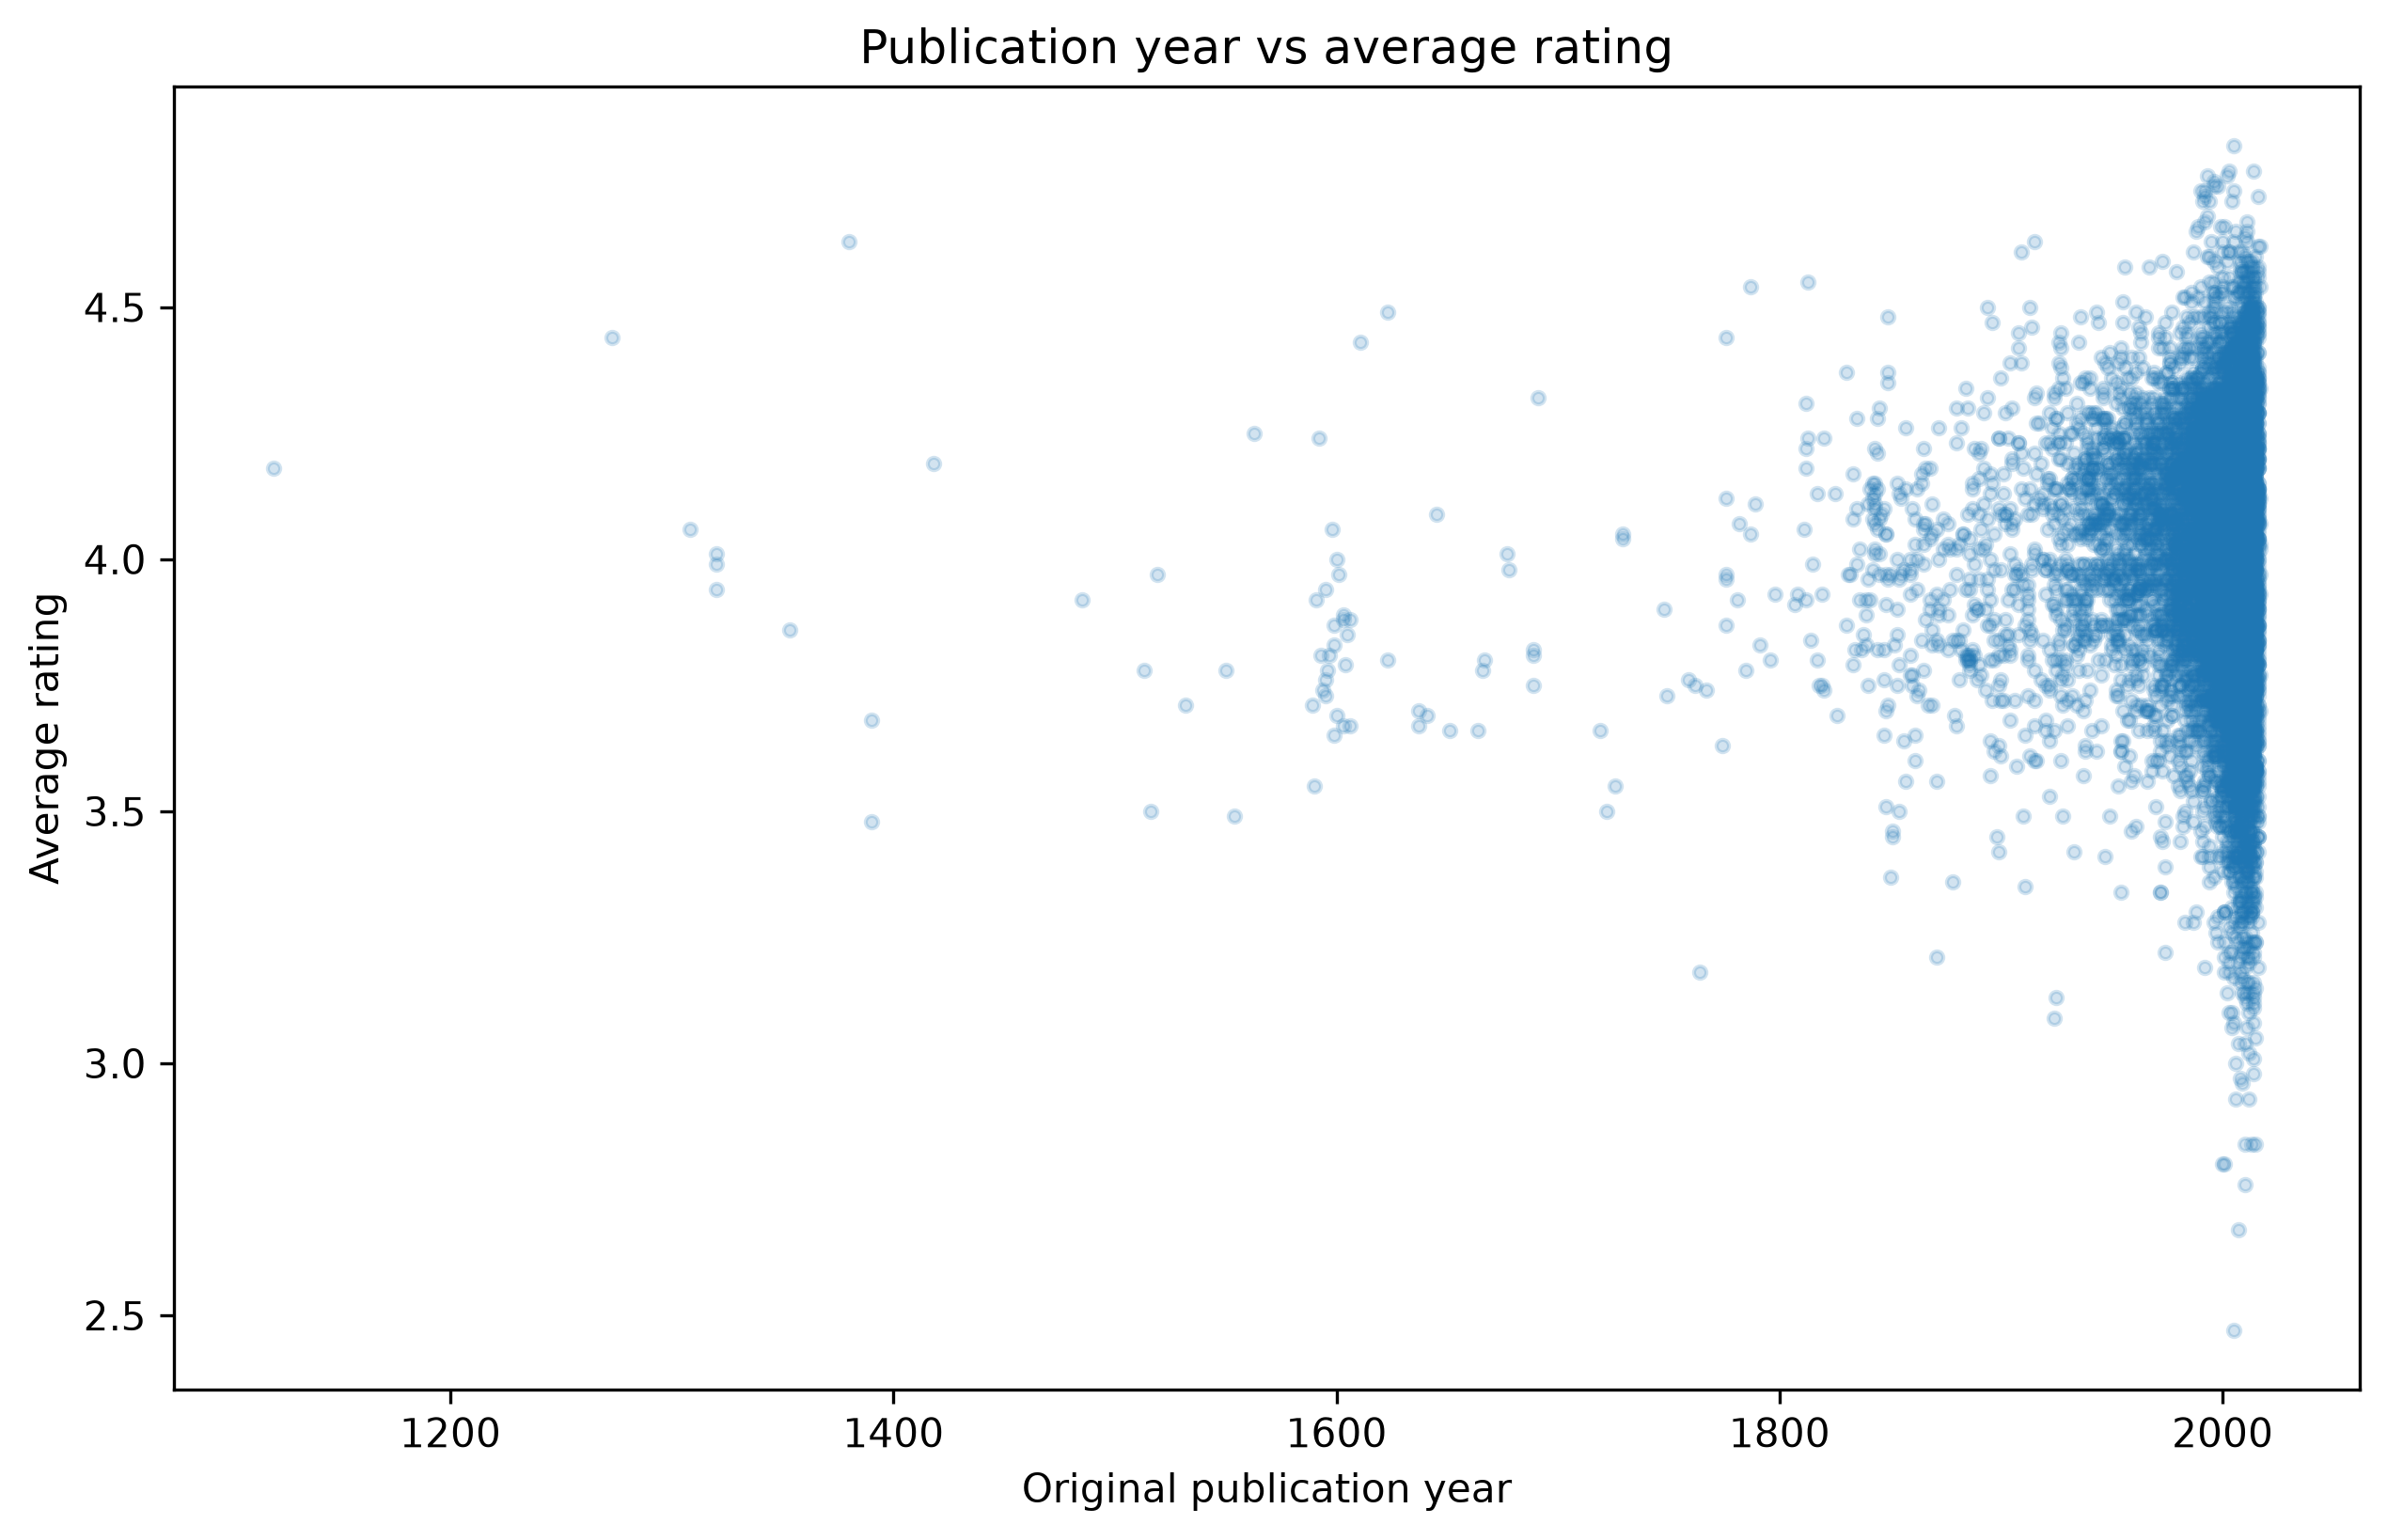 Publication year vs average rating
Average rating
4.5
4.0
3.5
3.0
2.5
1200 1400 1600 1800 2000
Original publication year